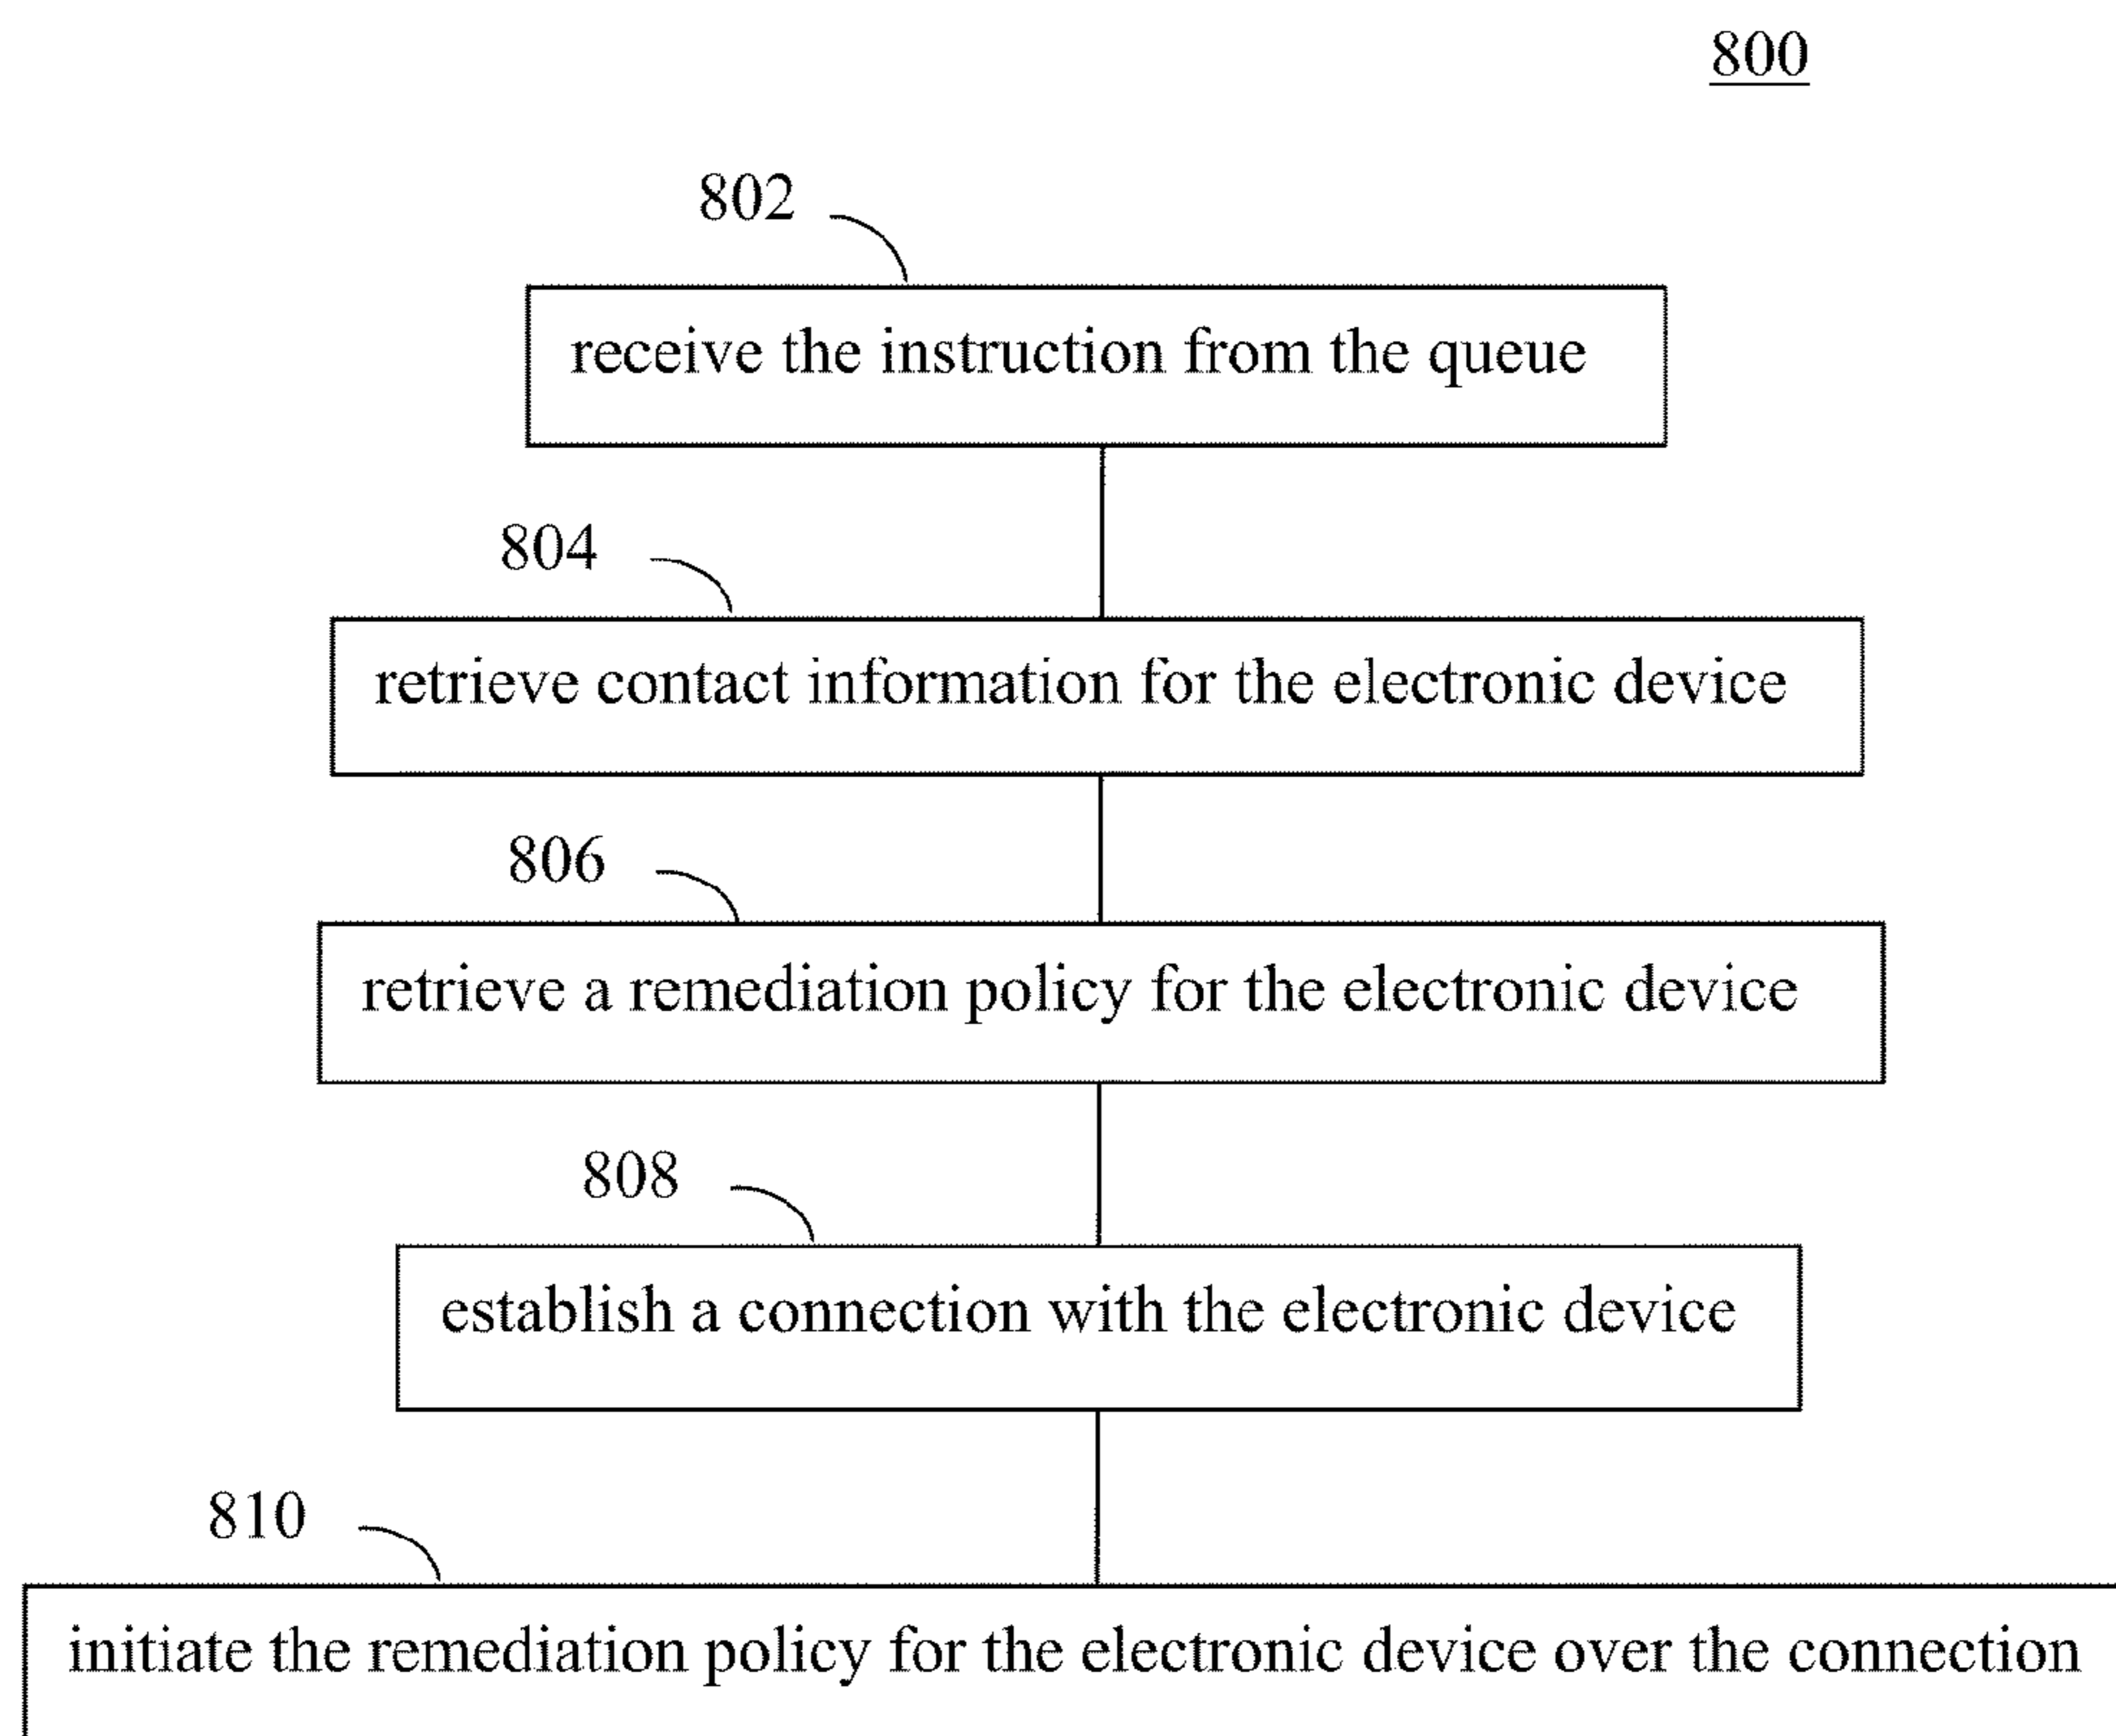 800
802
receive the instruction from the queue
804
retrieve contact information for the electronic device
806
retrieve a remediation policy for the electronic device
808
establish a connection with the electronic device
810
initiate the remediation policy for the electronic device over the connection